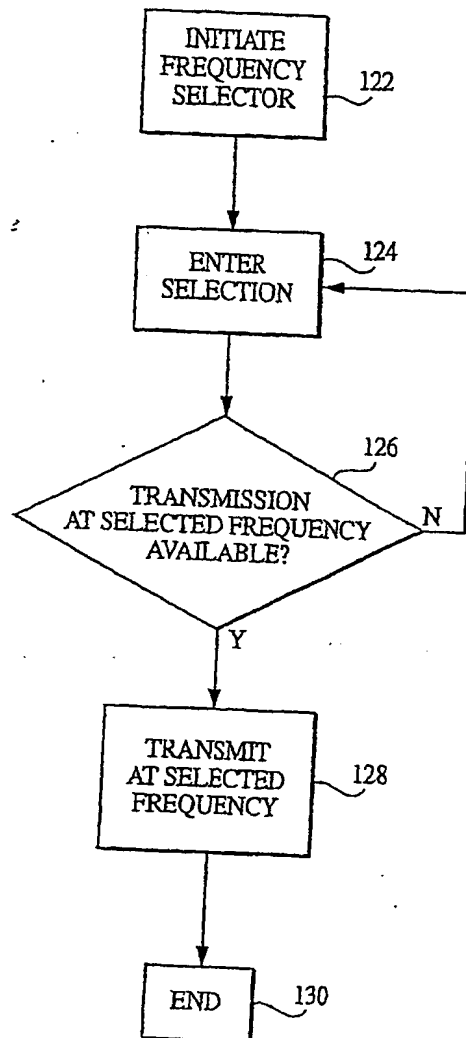 INITIATE
FREQUENCY
SELECTOR
122
ENTER
SELECTION
124
126
TRANSMISSION
AT SELECTED FREQUENCY
AVAILABLE?
N
Y
TRANSMIT
AT SELECTED
FREQUENCY
128
END
130